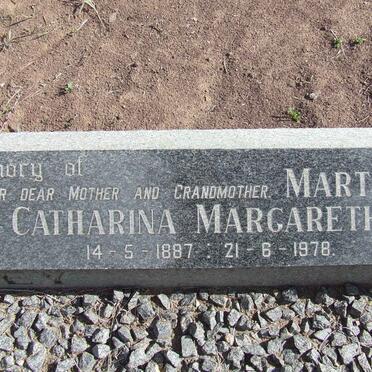 mory of
R DEAR MOTHER AND GRANDMOTHER, MART
CATHARINA MARGARETH
14-5-1887 : 21-6-1978.